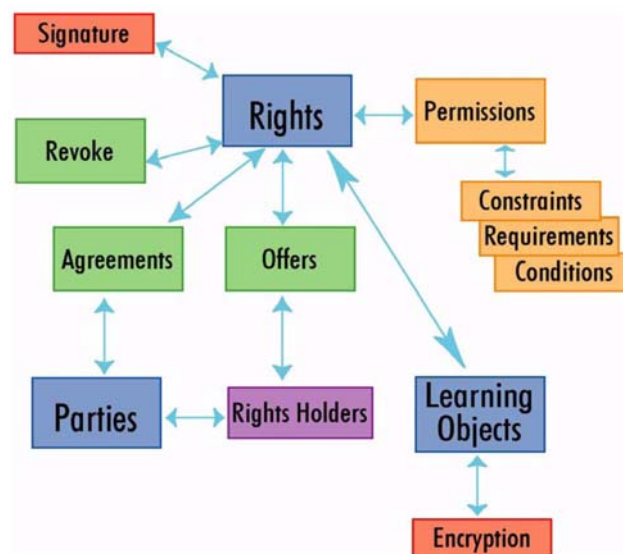 Signature
Rights
Permissions
Revoke
Constraints
Requirements
Conditions
Agreements
Offers
Parties
Rights Holders
Learning
Objects
Encryption